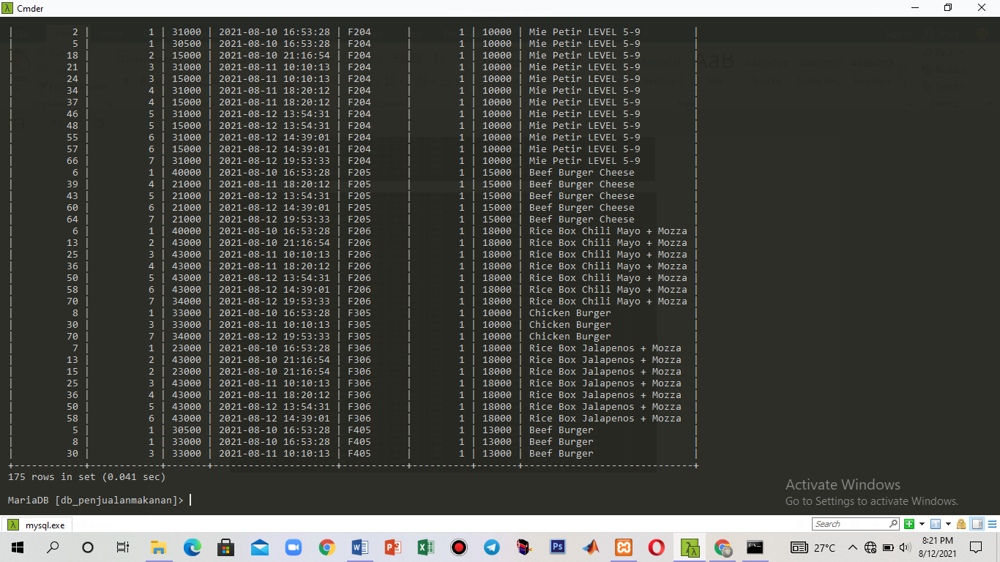 Cmder
| 2 | 1 | 31000 | 2021-08-10 16:53:28 | F204 | 1 | 10000 | Mie Petir LEVEL 5-9 |
| 5 | 1 | 30500 | 2021-08-10 16:53:28 | F204 | 1 | 10000 | Mie Petir LEVEL 5-9 |
| 18 | 2 | 15000 | 2021-08-10 21:16:54 | F204 | 1 | 10000 | Mie Petir LEVEL 5-9 |
| 21 | 3 | 31000 | 2021-08-11 10:10:13 | F204 | 1 | 10000 | Mie Petir LEVEL 5-9 |
| 24 | 3 | 15000 | 2021-08-11 10:10:13 | F204 | 1 | 10000 | Mie Petir LEVEL 5-9 |
| 34 | 4 | 31000 | 2021-08-11 18:20:12 | F204 | 1 | 10000 | Mie Petir LEVEL 5-9 |
| 37 | 4 | 15000 | 2021-08-11 18:20:12 | F204 | 1 | 10000 | Mie Petir LEVEL 5-9 |
| 46 | 5 | 31000 | 2021-08-12 13:54:31 | F204 | 1 | 10000 | Mie Petir LEVEL 5-9 |
| 48 | 5 | 15000 | 2021-08-12 13:54:31 | F204 | 1 | 10000 | Mie Petir LEVEL 5-9 |
| 55 | 6 | 31000 | 2021-08-12 14:39:01 | F204 | 1 | 10000 | Mie Petir LEVEL 5-9 |
| 57 | 6 | 15000 | 2021-08-12 14:39:01 | F204 | 1 | 10000 | Mie Petir LEVEL 5-9 |
| 66 | 7 | 31000 | 2021-08-12 19:53:33 | F204 | 1 | 10000 | Mie Petir LEVEL 5-9 |
| 6 | 1 | 40000 | 2021-08-10 16:53:28 | F205 | 1 | 15000 | Beef Burger Cheese |
| 39 | 4 | 21000 | 2021-08-11 18:20:12 | F205 | 1 | 15000 | Beef Burger Cheese |
| 43 | 5 | 21000 | 2021-08-12 13:54:31 | F205 | 1 | 15000 | Beef Burger Cheese |
| 60 | 6 | 21000 | 2021-08-12 14:39:01 | F205 | 1 | 15000 | Beef Burger Cheese |
| 64 | 7 | 21000 | 2021-08-12 19:53:33 | F205 | 1 | 15000 | Beef Burger Cheese |
| 6 | 1 | 40000 | 2021-08-10 16:53:28 | F206 | 1 | 18000 | Rice Box Chili Mayo + Mozza |
| 13 | 2 | 43000 | 2021-08-10 21:16:54 | F206 | 1 | 18000 | Rice Box Chili Mayo + Mozza |
| 25 | 3 | 43000 | 2021-08-11 10:10:13 | F206 | 1 | 18000 | Rice Box Chili Mayo + Mozza |
| 36 | 4 | 43000 | 2021-08-11 18:20:12 | F206 | 1 | 18000 | Rice Box Chili Mayo + Mozza |
| 50 | 5 | 43000 | 2021-08-12 13:54:31 | F206 | 1 | 18000 | Rice Box Chili Mayo + Mozza |
| 58 | 6 | 43000 | 2021-08-12 14:39:01 | F206 | 1 | 18000 | Rice Box Chili Mayo + Mozza |
| 70 | 7 | 34000 | 2021-08-12 19:53:33 | F206 | 1 | 18000 | Rice Box Chili Mayo + Mozza |
| 8 | 1 | 33000 | 2021-08-10 16:53:28 | F305 | 1 | 10000 | Chicken Burger |
| 30 | 3 | 33000 | 2021-08-11 10:10:13 | F305 | 1 | 10000 | Chicken Burger |
| 70 | 7 | 34000 | 2021-08-12 19:53:33 | F305 | 1 | 10000 | Chicken Burger |
| 7 | 1 | 23000 | 2021-08-10 16:53:28 | F306 | 1 | 18000 | Rice Box Jalapenos + Mozza |
| 13 | 2 | 43000 | 2021-08-10 21:16:54 | F306 | 1 | 18000 | Rice Box Jalapenos + Mozza |
| 15 | 2 | 23000 | 2021-08-10 21:16:54 | F306 | 1 | 18000 | Rice Box Jalapenos + Mozza |
| 25 | 3 | 43000 | 2021-08-11 10:10:13 | F306 | 1 | 18000 | Rice Box Jalapenos + Mozza |
| 36 | 4 | 43000 | 2021-08-11 18:20:12 | F306 | 1 | 18000 | Rice Box Jalapenos + Mozza |
| 50 | 5 | 43000 | 2021-08-12 13:54:31 | F306 | 1 | 18000 | Rice Box Jalapenos + Mozza |
| 58 | 6 | 43000 | 2021-08-12 14:39:01 | F306 | 1 | 18000 | Rice Box Jalapenos + Mozza |
| 5 | 1 | 30500 | 2021-08-10 16:53:28 | F405 | 1 | 13000 | Beef Burger |
| 8 | 1 | 33000 | 2021-08-10 16:53:28 | F405 | 1 | 13000 | Beef Burger |
| 30 | 3 | 33000 | 2021-08-11 10:10:13 | F405 | 1 | 13000 | Beef Burger |
+------------+------------+-------+---------------------+-----------+----------+-------+-----------------------------+
175 rows in set (0.041 sec)
MariaDB [db_penjualanmakanan]>
Activate Windows
Go to Settings to activate Windows.
mysql.exe
Search
27°C
8:21 PM
8/12/2021